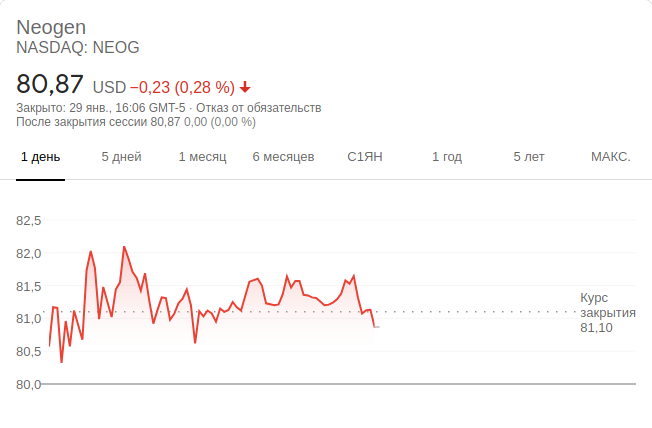 Neogen
NASDAQ: NEOG
80,87 USD −0,23 (0,28 %)
Закрыто: 29 янв., 16:06 GMT-5 · Отказ от обязательств
После закрытия сессии 80,87 0,00 (0,00 %)
1 день 5 дней 1 месяц 6 месяцев С1ЯН 1 год 5 лет МАКС.
82,5
82,0
81,5
81,0
80,5
80,0
Курс
закрытия
81,10